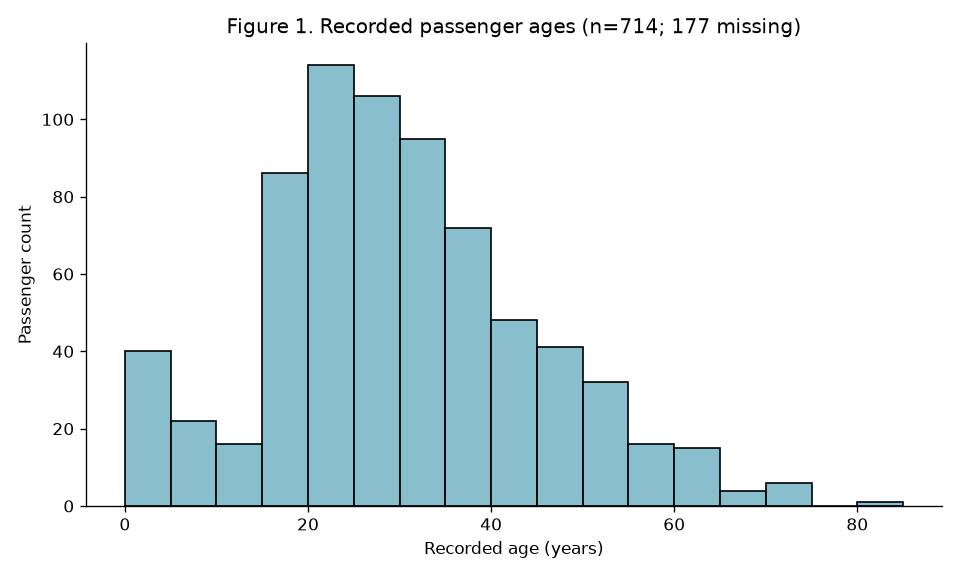 Figure 1. Recorded passenger ages (n=714; 177 missing)
Passenger count
100
80
60
40
20
0
0 20 40 60 80
Recorded age (years)